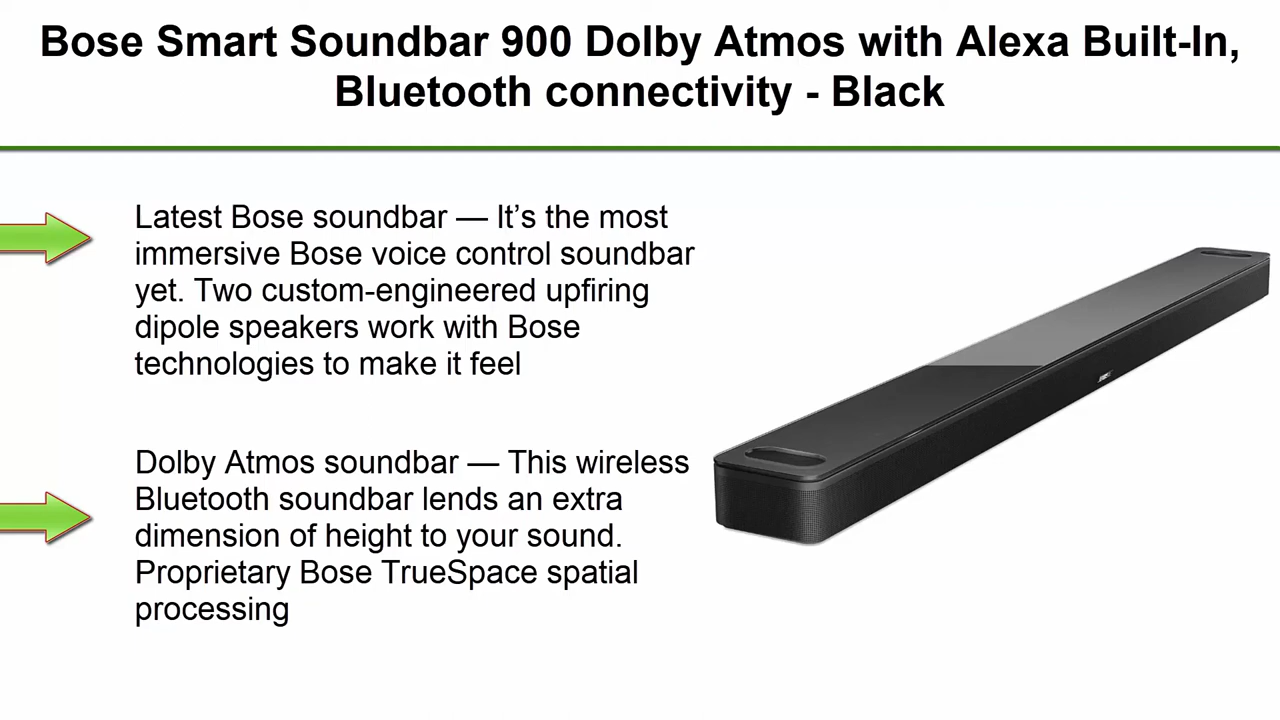 Bose Smart Soundbar 900 Dolby Atmos with Alexa Built-In,
Bluetooth connectivity - Black
Latest Bose soundbar — It’s the most
immersive Bose voice control soundbar
yet. Two custom-engineered upfiring
dipole speakers work with Bose
technologies to make it feel
Dolby Atmos soundbar — This wireless
Bluetooth soundbar lends an extra
dimension of height to your sound.
Proprietary Bose TrueSpace spatial
processing